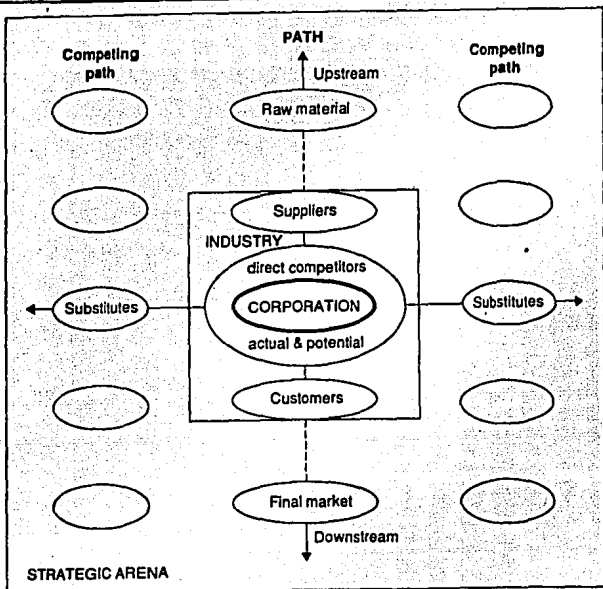 PATH
Competing
path
Competing
path
Upstream
Raw material
Suppliers
INDUSTRY
direct competitors
Substitutes
CORPORATION
Substitutes
actual & potential
Customers
Final market
Downstream
STRATEGIC ARENA